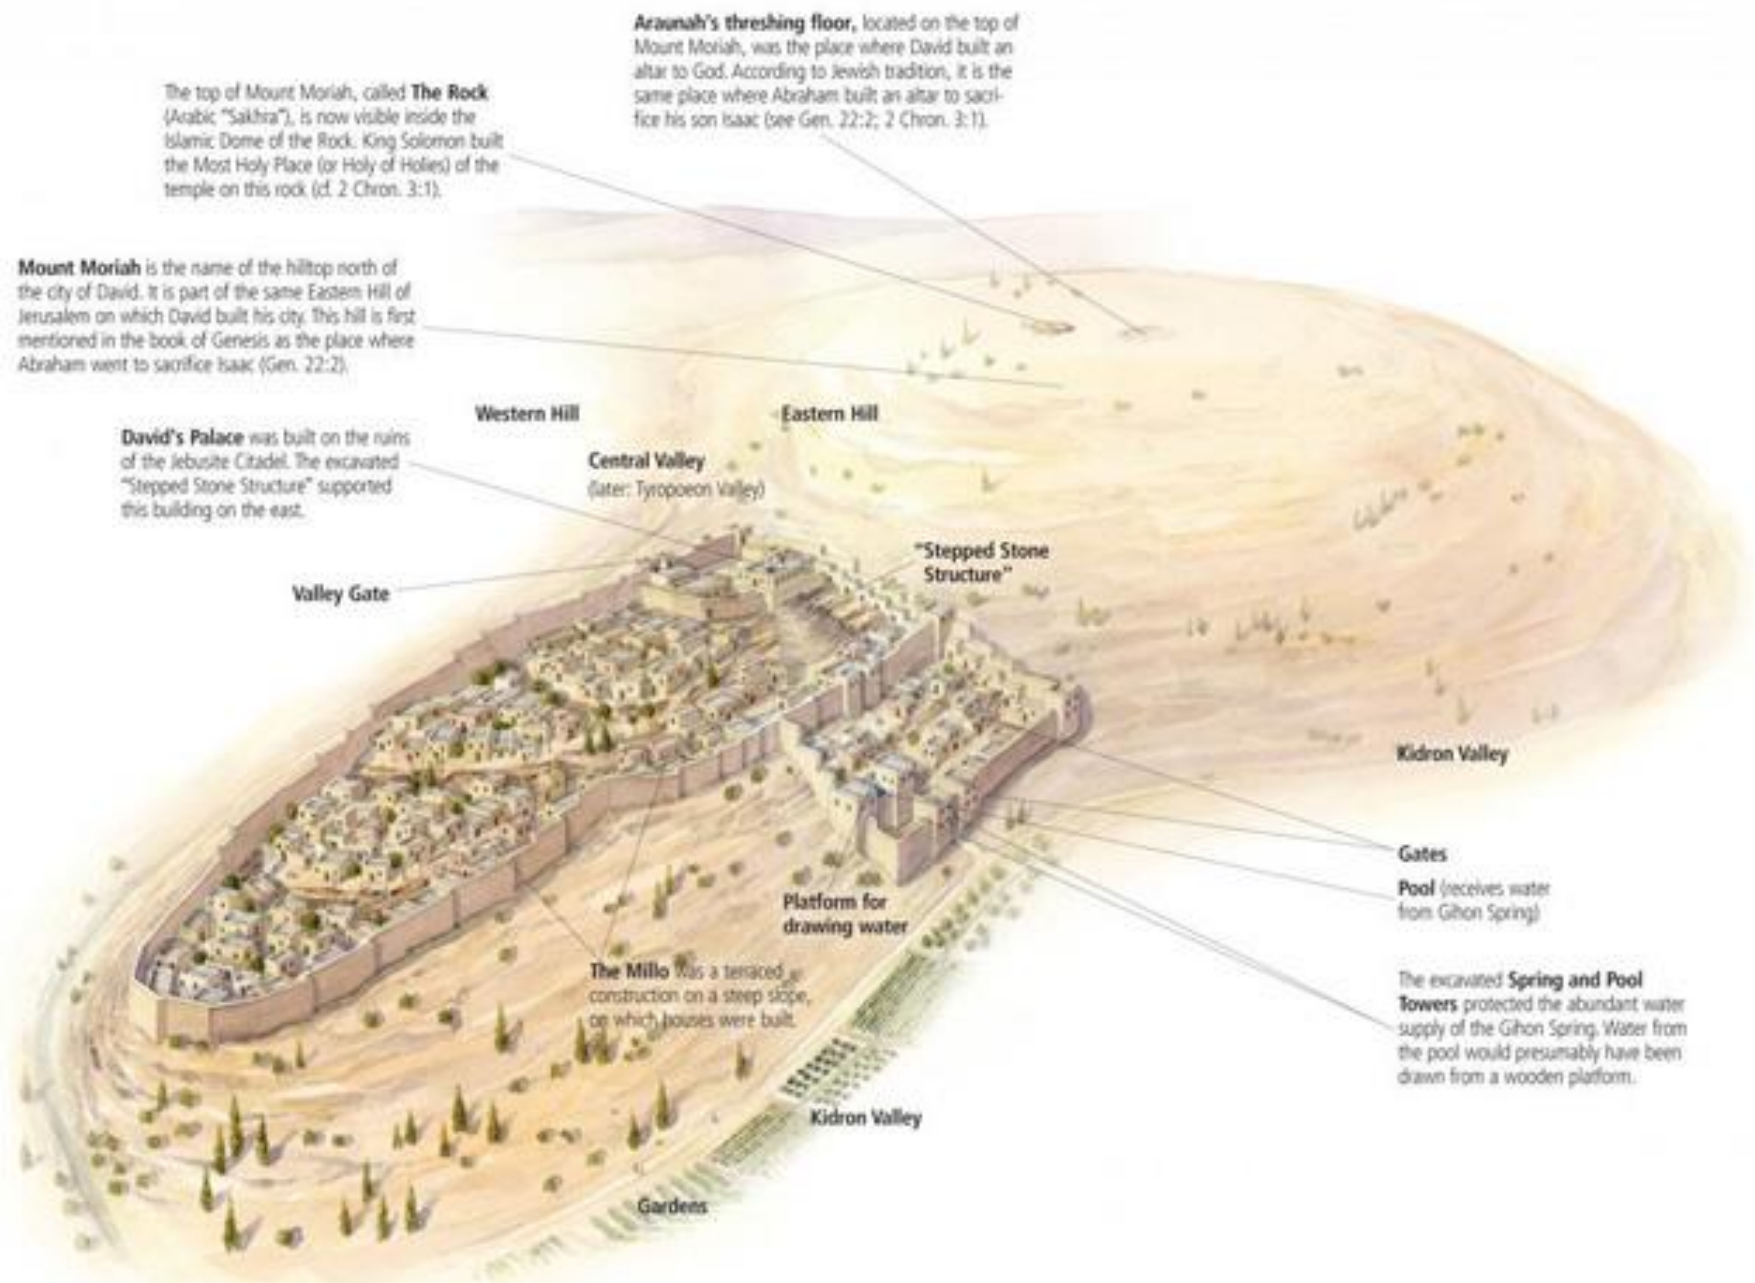 Araunah's threshing floor, located on the top of
Mount Moriah, was the place where David built an
altar to God. According to Jewish tradition, it is the
same place where Abraham built an altar to sacri-
fice his son Isaac (see Gen. 22:2; 2 Chron. 3:1).
The top of Mount Moriah, called The Rock
(Arabic "Sakhra"), is now visible inside the
Islamic Dome of the Rock. King Solomon built
the Most Holy Place (or Holy of Holies) of the
temple on this rock (cf. 2 Chron. 3:1).
Mount Moriah is the name of the hilltop north of
the city of David. It is part of the same Eastern Hill of
Jerusalem on which David built his city. This hill is first
mentioned in the book of Genesis as the place where
Abraham went to sacrifice Isaac (Gen. 22:2).
Western Hill
Eastern Hill
David's Palace was built on the ruins
of the Jebusite Citadel. The excavated
"Stepped Stone Structure" supported
this building on the east.
Central Valley
(later: Tyropoeon Valley)
"Stepped Stone
Structure"
Valley Gate
Kidron Valley
Gates
Pool (receives water
from Gihon Spring)
Platform for
drawing water
The Millo was a terraced
construction on a steep slope,
on which houses were built.
The excavated Spring and Pool
Towers protected the abundant water
supply of the Gihon Spring. Water from
the pool would presumably have been
drawn from a wooden platform.
Kidron Valley
Gardens